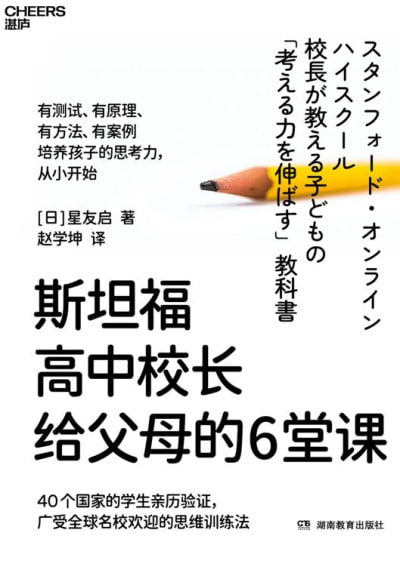 CHEERS
湛庐
有测试、有原理、
有方法、有案例
培养孩子的思考力，
从小开始
［日］星友启 著
赵学坤 译
スタンフォード・オンライン
ハイスクール
校長が教える子どもの
「考える力を伸ばす」教科書
斯坦福
高中校长
给父母的6堂课
40个国家的学生亲历验证，
广受全球名校欢迎的思维训练法
湖南教育出版社